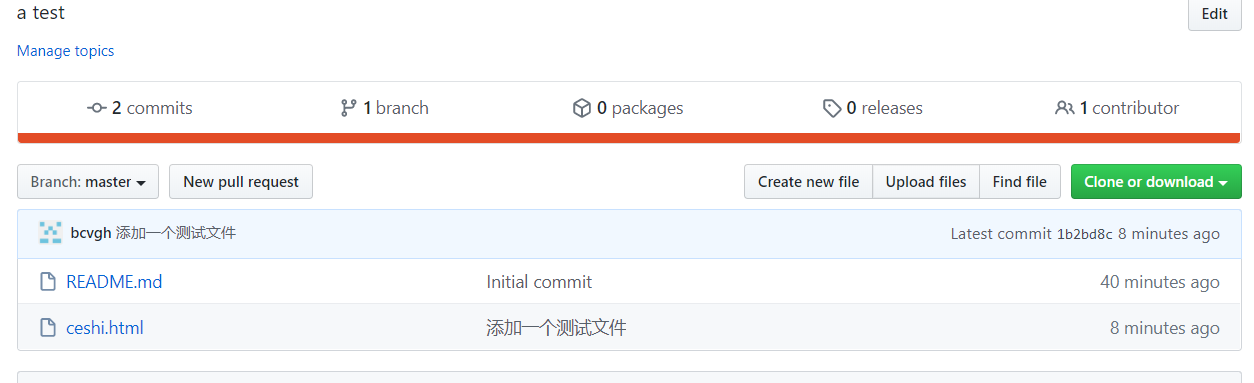 a test
Edit
Manage topics
2 commits
1 branch
0 packages
0 releases
1 contributor
Branch: master
New pull request
Create new file
Upload files
Find file
Clone or download
bcvgh 添加一个测试文件
Latest commit 1b2bd8c 8 minutes ago
README.md
Initial commit
40 minutes ago
ceshi.html
添加一个测试文件
8 minutes ago